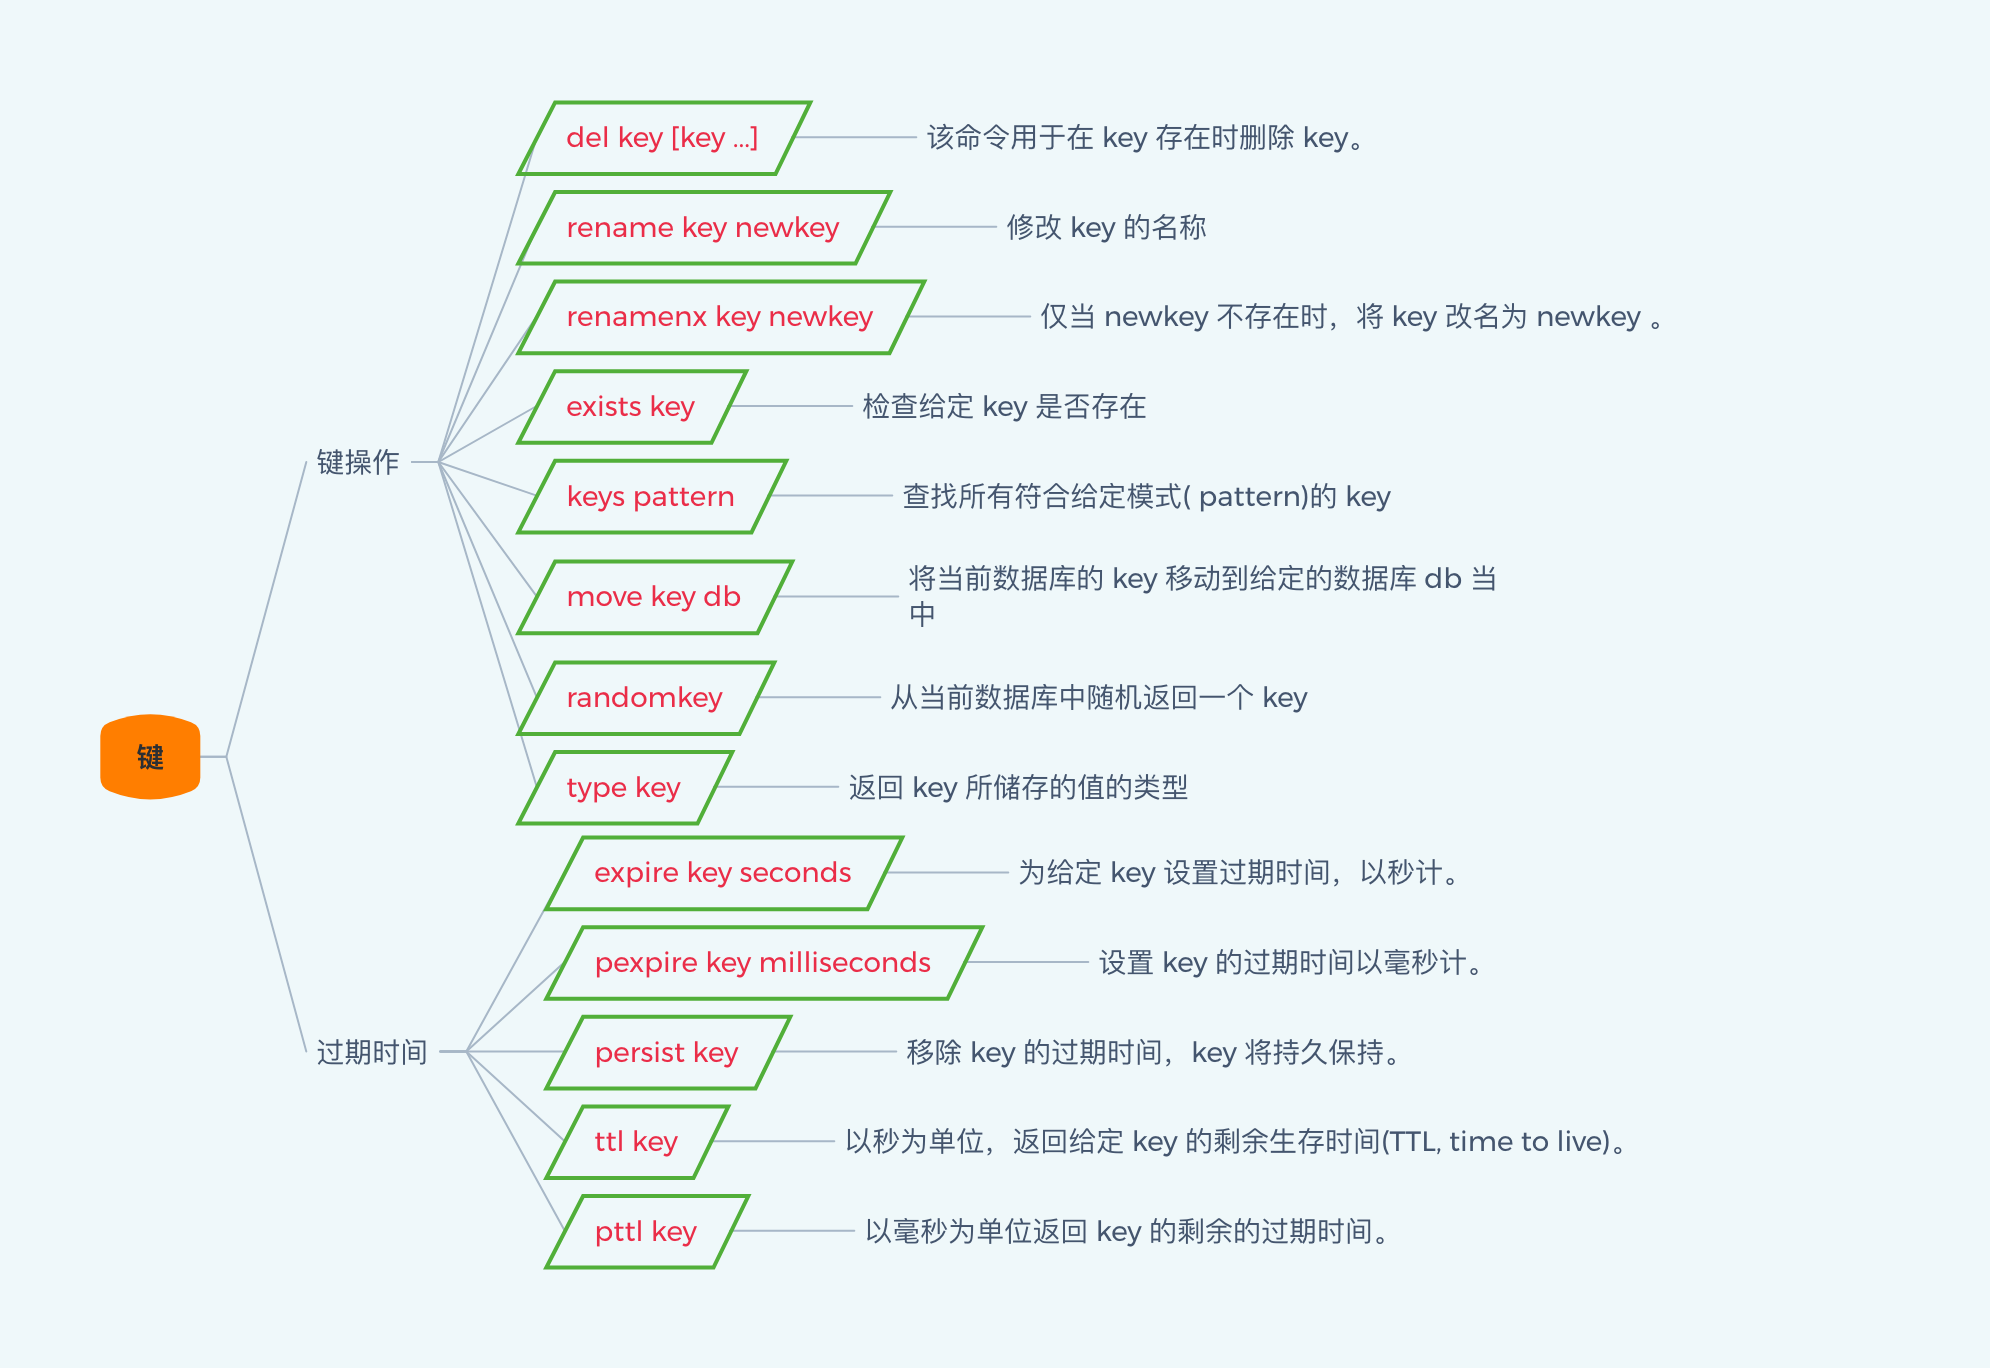 键
键操作
del key [key ...]
该命令用于在 key 存在时删除 key。
rename key newkey
修改 key 的名称
renamenx key newkey
仅当 newkey 不存在时，将 key 改名为 newkey 。
exists key
检查给定 key 是否存在
keys pattern
查找所有符合给定模式( pattern)的 key
move key db
将当前数据库的 key 移动到给定的数据库 db 当
中
randomkey
从当前数据库中随机返回一个 key
type key
返回 key 所储存的值的类型
过期时间
expire key seconds
为给定 key 设置过期时间，以秒计。
pexpire key milliseconds
设置 key 的过期时间以毫秒计。
persist key
移除 key 的过期时间，key 将持久保持。
ttl key
以秒为单位，返回给定 key 的剩余生存时间(TTL, time to live)。
pttl key
以毫秒为单位返回 key 的剩余的过期时间。